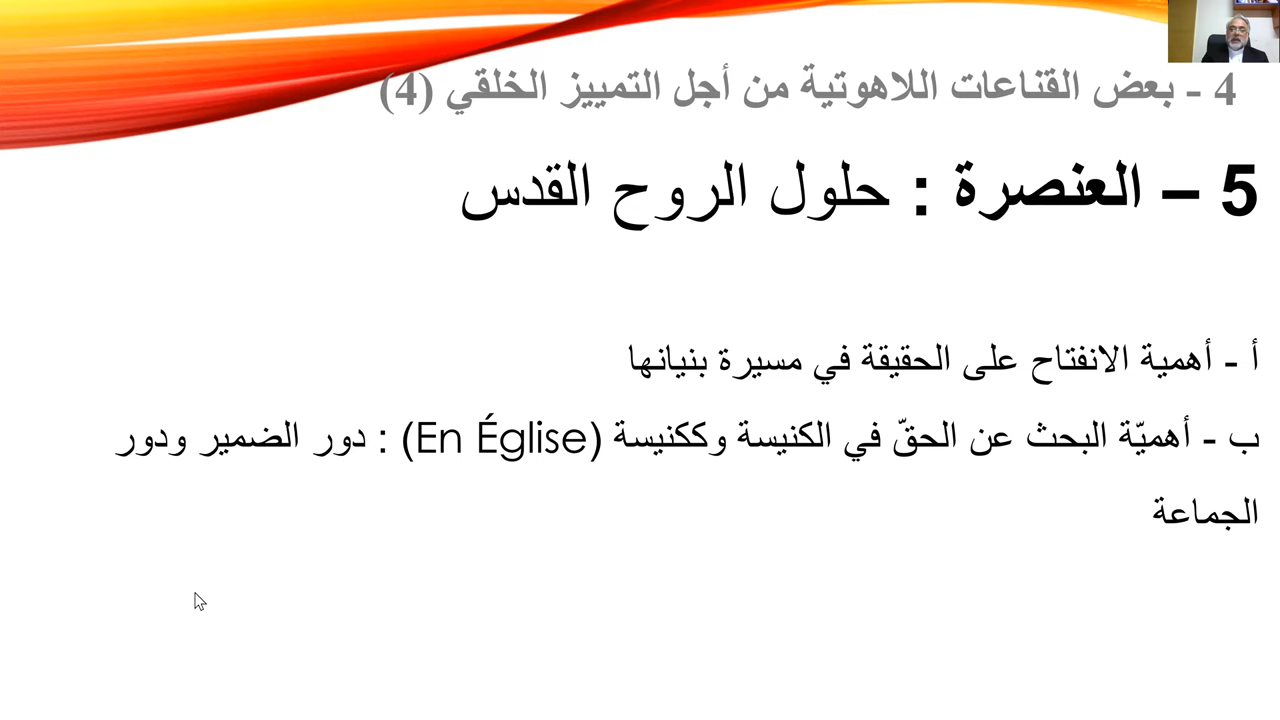 4 - بعض القناعات اللاهوتية من أجل التمييز الخلقي (4)
5 – العنصرة : حلول الروح القدس
أ - أهمية الانفتاح على الحقيقة في مسيرة بنيانها
ب - أهميّة البحث عن الحقّ في الكنيسة وككنيسة (En Église) : دور الضمير ودور
الجماعة